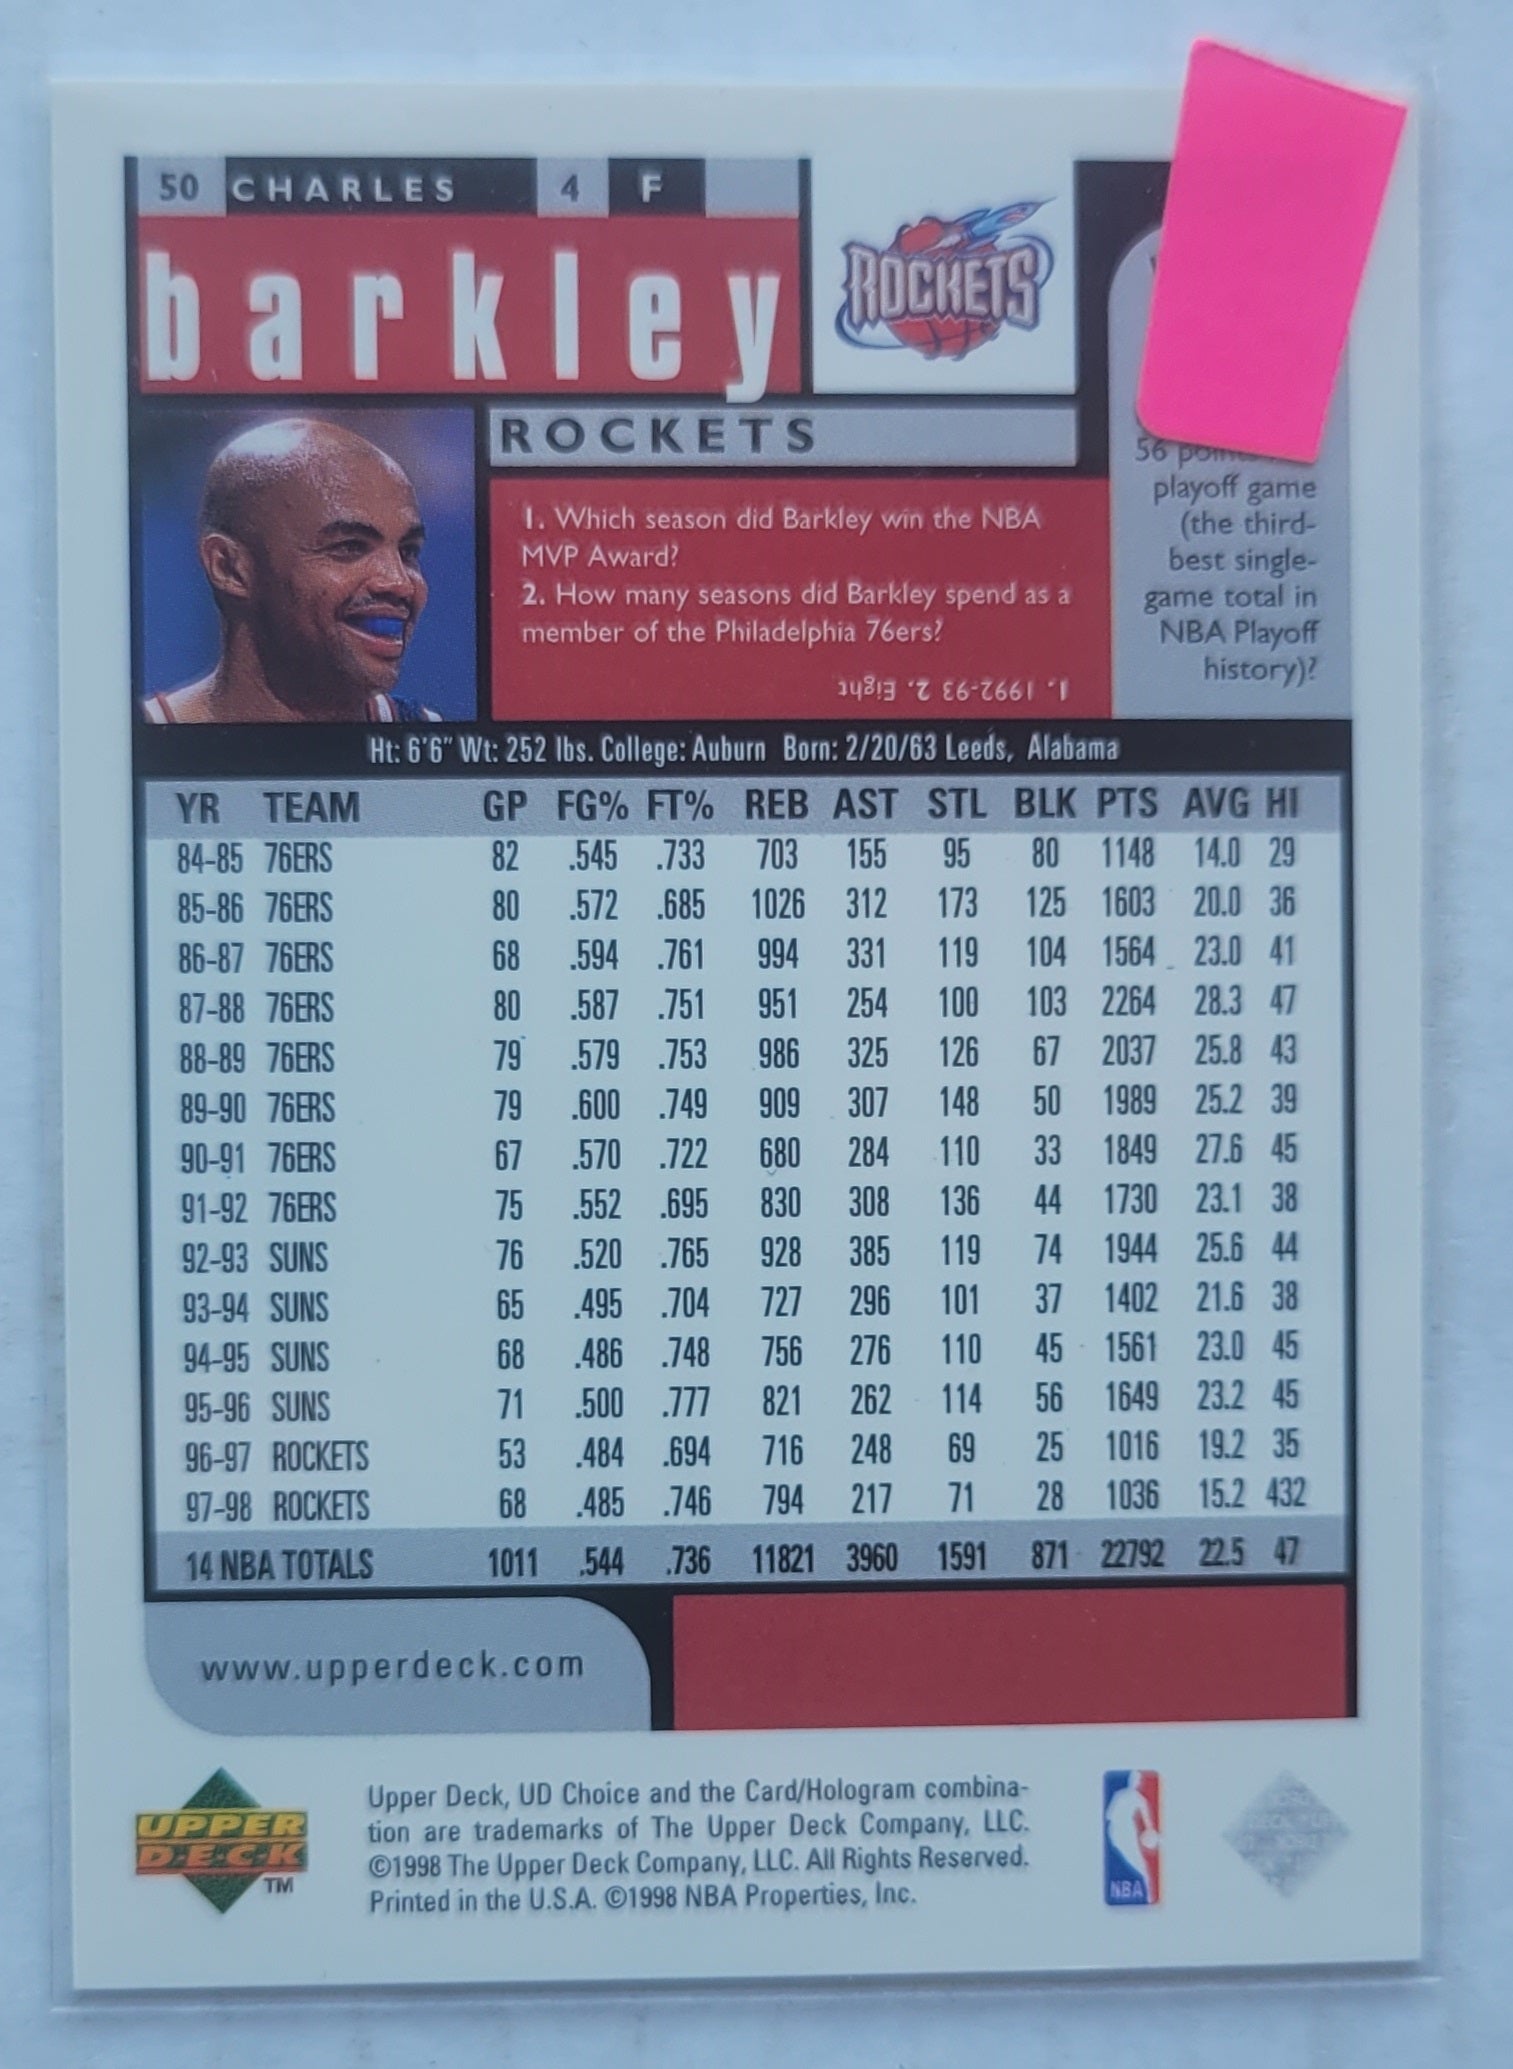 50 CHARLES 4 F
barkley
ROCKETS
ROCKETS
1. Which season did Barkley win the NBA
MVP Award?
2. How many seasons did Barkley spend as a
member of the Philadelphia 76ers?
1. 1992-93 2. Eight
56
playoff game
(the third-
best single-
game total in
NBA Playoff
history)?
Ht: 6'6" Wt: 252 lbs. College: Auburn Born: 2/20/63 Leeds, Alabama
YR TEAM GP FG% FT% REB AST STL BLK PTS AVG HI
84-85 76ERS 82 .545 .733 703 155 95 80 1148 14.0 29
85-86 76ERS 80 .572 .685 1026 312 173 125 1603 20.0 36
86-87 76ERS 68 .594 .761 994 331 119 104 1564 23.0 41
87-88 76ERS 80 .587 .751 951 254 100 103 2264 28.3 47
88-89 76ERS 79 .579 .753 986 325 126 67 2037 25.8 43
89-90 76ERS 79 .600 .749 909 307 148 50 1989 25.2 39
90-91 76ERS 67 .570 .722 680 284 110 33 1849 27.6 45
91-92 76ERS 75 .552 .695 830 308 136 44 1730 23.1 38
92-93 SUNS 76 .520 .765 928 385 119 74 1944 25.6 44
93-94 SUNS 65 .495 .704 727 296 101 37 1402 21.6 38
94-95 SUNS 68 .486 .748 756 276 110 45 1561 23.0 45
95-96 SUNS 71 .500 .777 821 262 114 56 1649 23.2 45
96-97 ROCKETS 53 .484 .694 716 248 69 25 1016 19.2 35
97-98 ROCKETS 68 .485 .746 794 217 71 28 1036 15.2 432
14 NBA TOTALS 1011 .544 .736 11821 3960 1591 871 22792 22.5 47
www.upperdeck.com
UPPER
DECK
TM
Upper Deck, UD Choice and the Card/Hologram combina-
tion are trademarks of The Upper Deck Company, LLC.
©1998 The Upper Deck Company, LLC. All Rights Reserved.
Printed in the U.S.A. ©1998 NBA Properties, Inc.
NBA